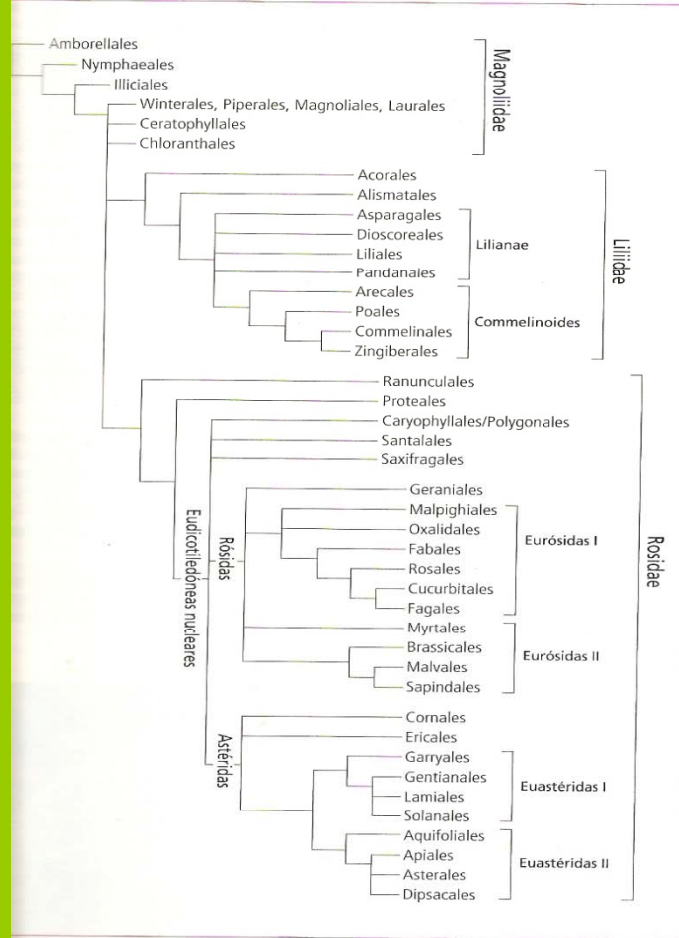 Amborellales
Nymphaeales
Illiciales
Winterales, Piperales, Magnoliales, Laurales
Ceratophyllales
Chloranthales
Magnoliidae
Acorales
Alismatales
Asparagales
Dioscoreales
Liliales
Pandanales
Lilianae
Arecales
Poales
Commelinales
Zingiberales
Commelinoides
Liliidae
Ranunculales
Proteales
Caryophyllales/Polygonales
Santalales
Saxifragales
Eudicotiledóneas nucleares
Rósidas
Geraniales
Malpighiales
Oxalidales
Fabales
Rosales
Cucurbitales
Fagales
Eurósidas I
Myrtales
Brassicales
Malvales
Sapindales
Eurósidas II
Astéridas
Cornales
Ericales
Garryales
Gentianales
Lamiales
Solanales
Euastéridas I
Aquifoliales
Apiales
Asterales
Dipsacales
Euastéridas II
Rosidae